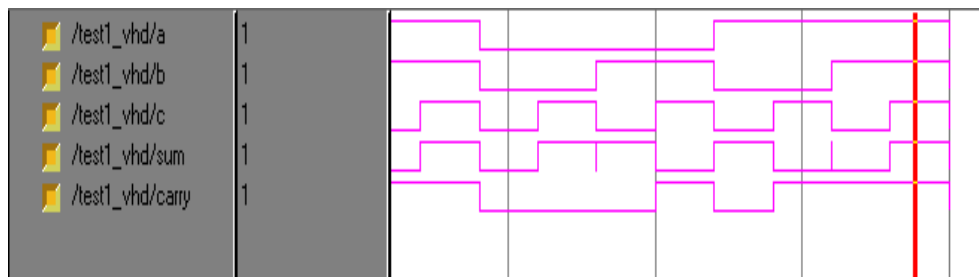 /test1_vhd/a 1
/test1_vhd/b 1
/test1_vhd/c 1
/test1_vhd/sum 1
/test1_vhd/carry 1